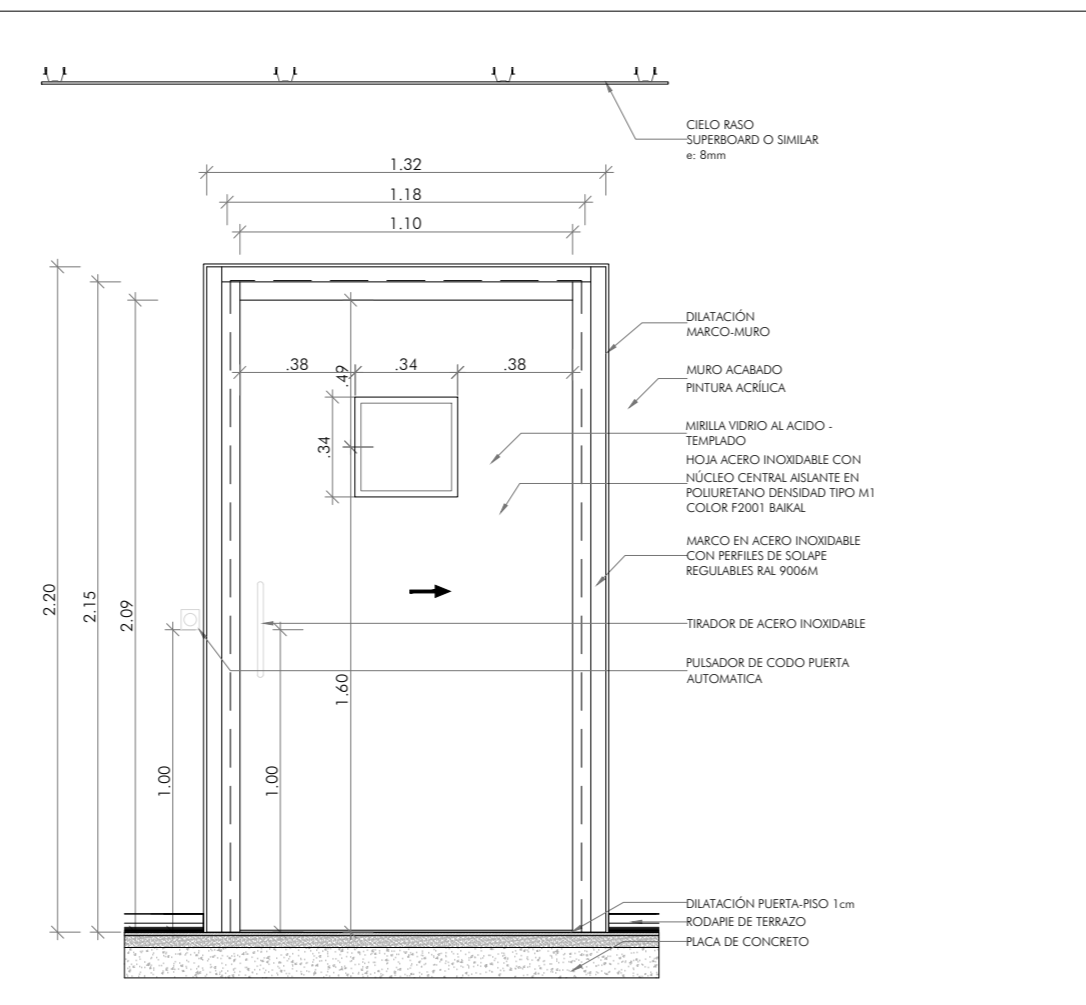 CIELO RASO
SUPERBOARD O SIMILAR
e: 8mm
1.32
1.18
1.10
DILATACIÓN
MARCO-MURO
.38
.34
.38
.49
MURO ACABADO
PINTURA ACRÍLICA
.34
MIRILLA VIDRIO AL ACIDO -
TEMPLADO
HOJA ACERO INOXIDABLE CON
NÚCLEO CENTRAL AISLANTE EN
POLIURETANO DENSIDAD TIPO M1
COLOR F2001 BAIKAL
MARCO EN ACERO INOXIDABLE
CON PERFILES DE SOLAPE
REGULABLES RAL 9006M
2.20
2.15
2.09
TIRADOR DE ACERO INOXIDABLE
PULSADOR DE CODO PUERTA
AUTOMATICA
1.60
1.00
1.00
DILATACIÓN PUERTA-PISO 1cm
RODAPIE DE TERRAZO
PLACA DE CONCRETO